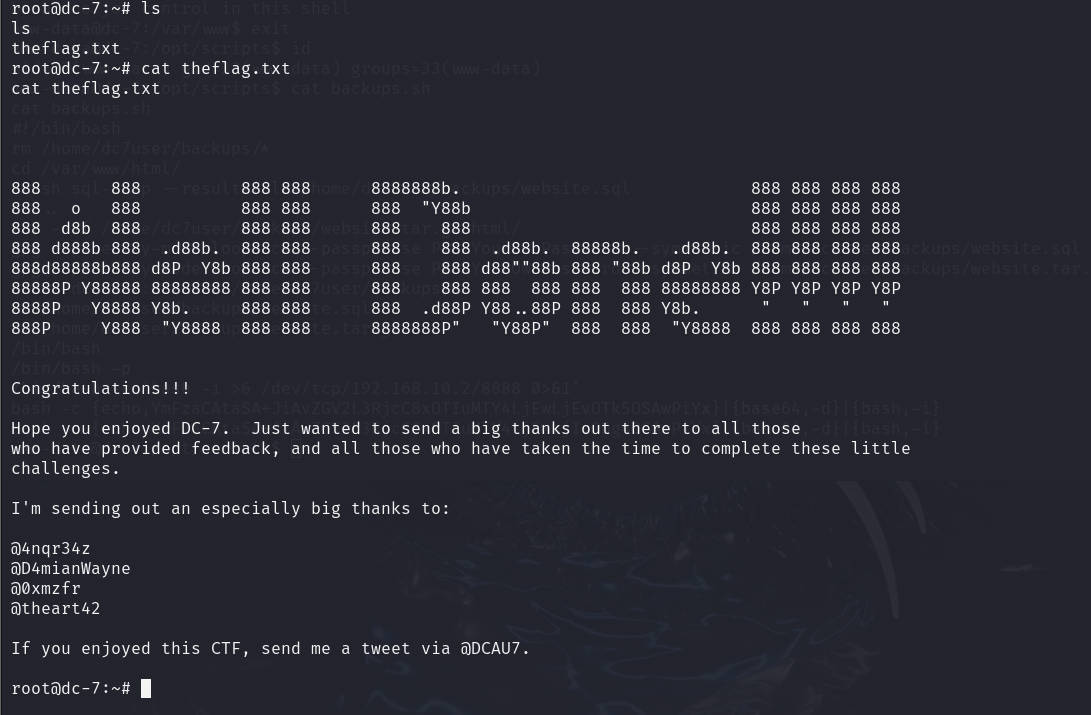 root@dc-7:~# ls
ls
theflag.txt
root@dc-7:~# cat theflag.txt
cat theflag.txt
888       888          888 888      8888888b.                             888 888 888 888
888   o   888          888 888      888  "Y88b                            888 888 888 888
888  d8b  888          888 888      888    888                            888 888 888 888
888 d888b 888  .d88b.  888 888      888    888  .d88b.  88888b.   .d88b.  888 888 888 888
888d88888b888 d8P  Y8b 888 888      888    888 d88""88b 888 "88b d8P  Y8b 888 888 888 888
88888P Y88888 88888888 888 888      888    888 888  888 888  888 88888888 Y8P Y8P Y8P Y8P
8888P   Y8888 Y8b.     888 888      888  .d88P Y88..88P 888  888 Y8b.      "   "   "   "
888P     Y888  "Y8888  888 888      8888888P"   "Y88P"  888  888  "Y8888  888 888 888 888
Congratulations!!!
Hope you enjoyed DC-7.  Just wanted to send a big thanks out there to all those
who have provided feedback, and all those who have taken the time to complete these little
challenges.
I'm sending out an especially big thanks to:
@4nqr34z
@D4mianWayne
@0xmzfr
@theart42
If you enjoyed this CTF, send me a tweet via @DCAU7.
root@dc-7:~#